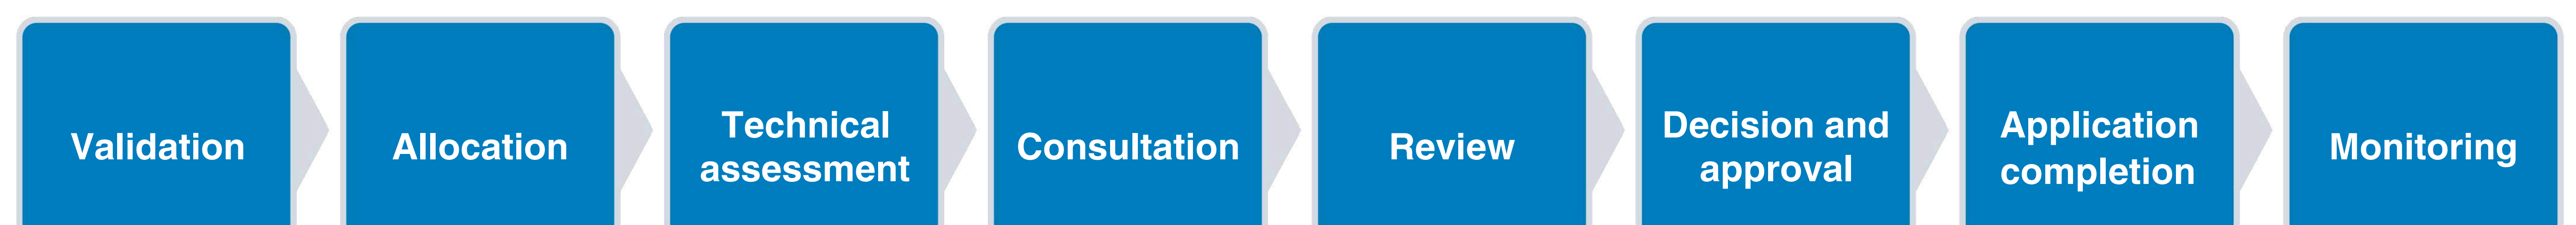 Validation
Allocation
Technical
assessment
Consultation
Review
Decision and
approval
Application
completion
Monitoring